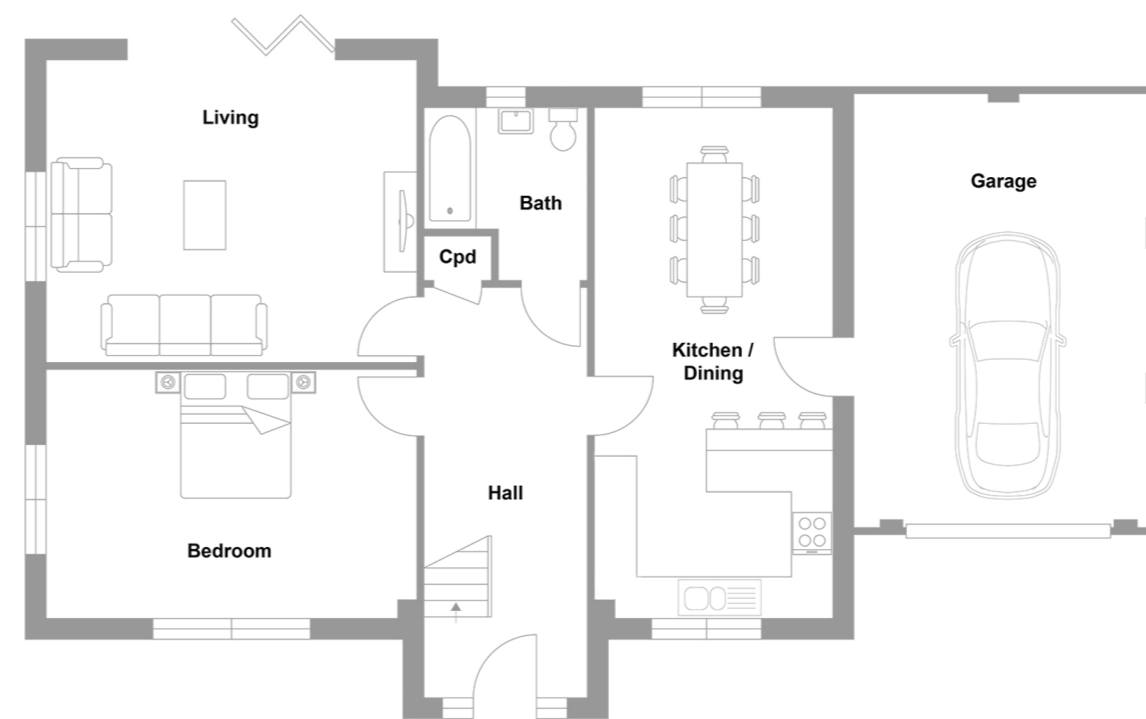 Living
Bath
Garage
Cpd
Kitchen /
Dining
Hall
Bedroom